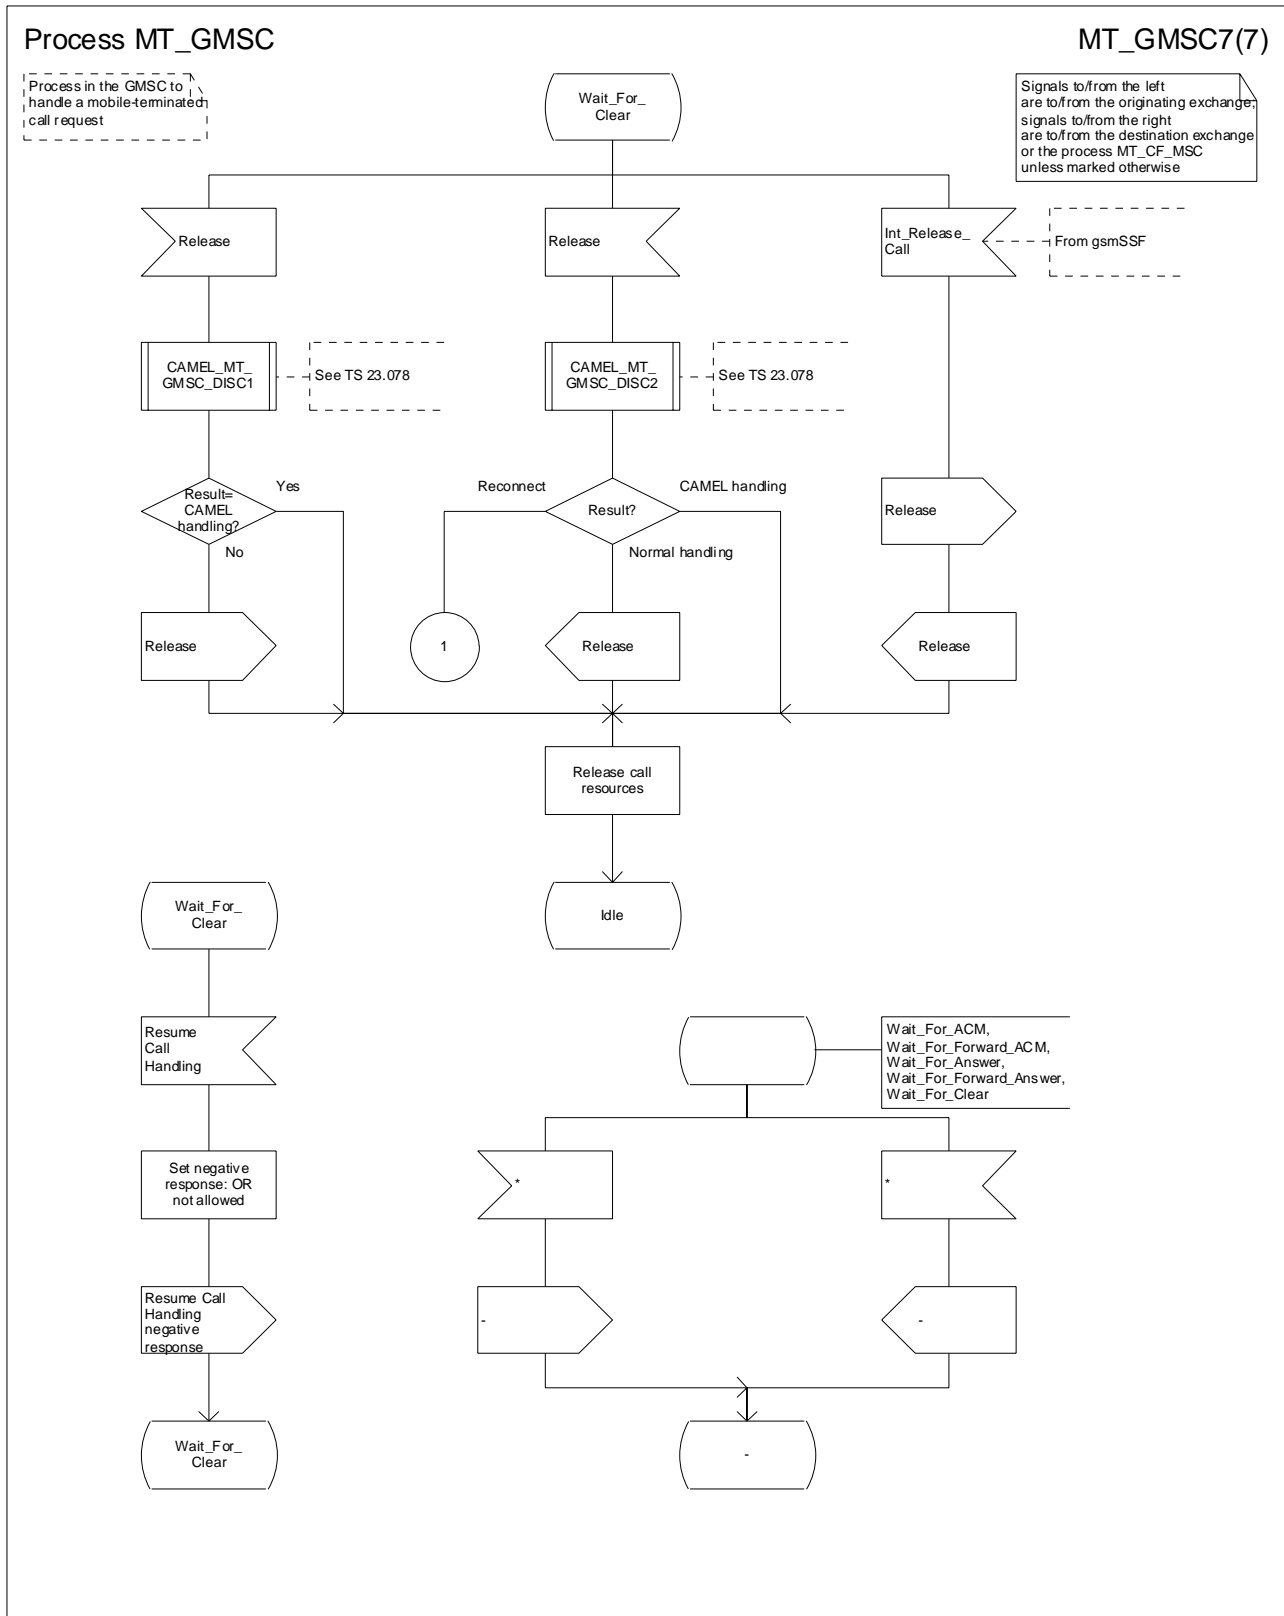 Process MT_GMSC
MT_GMSC7(7)
Process in the GMSC to
handle a mobile-terminated
call request
Wait_For_
Clear
Signals to/from the left
are to/from the originating exchange;
signals to/from the right
are to/from the destination exchange
or the process MT_CF_MSC
unless marked otherwise
Release
Release
Int_Release_
Call
From gsmSSF
CAMEL_MT_
GMSC_DISC1
See TS 23.078
CAMEL_MT_
GMSC_DISC2
See TS 23.078
Result=
CAMEL
handling?
Yes
No
Reconnect
Result?
CAMEL handling
Normal handling
Release
Release
1
Release
Release
Release call
resources
Idle
Wait_For_
Clear
Resume
Call
Handling
Wait_For_ACM,
Wait_For_Forward_ACM,
Wait_For_Answer,
Wait_For_Forward_Answer,
Wait_For_Clear
Set negative
response: OR
not allowed
*
*
Resume Call
Handling
negative
response
-
-
Wait_For_
Clear
-